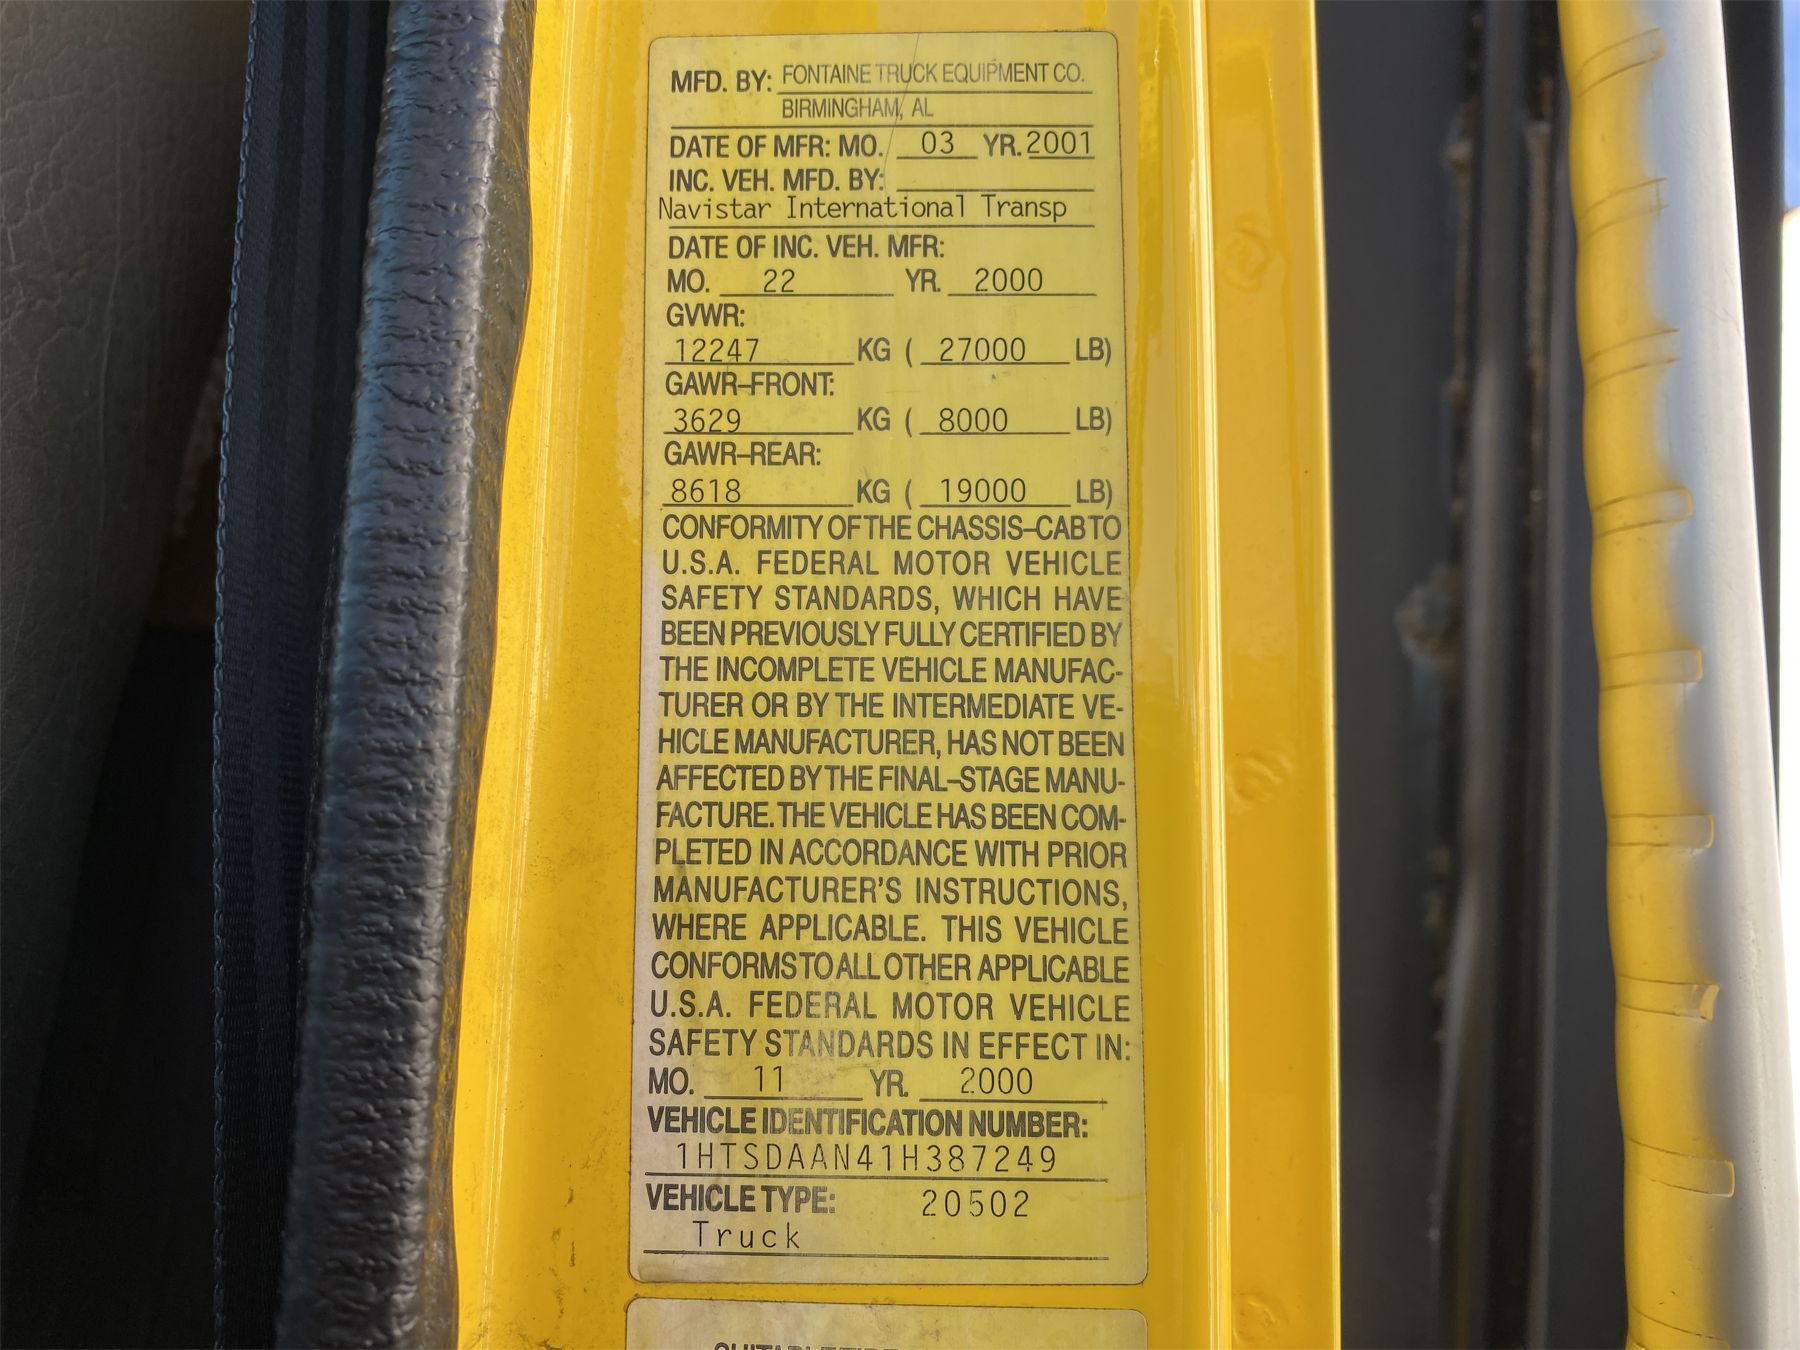 MFD. BY: FONTAINE TRUCK EQUIPMENT CO.
BIRMINGHAM, AL
DATE OF MFR: MO. 03 YR. 2001
INC. VEH. MFD. BY:
Navistar International Transp
DATE OF INC. VEH. MFR:
MO. 22 YR. 2000
GVWR:
12247 KG ( 27000 LB)
GAWR-FRONT:
3629 KG ( 8000 LB)
GAWR-REAR:
8618 KG ( 19000 LB)
CONFORMITY OF THE CHASSIS-CAB TO
U.S.A. FEDERAL MOTOR VEHICLE
SAFETY STANDARDS, WHICH HAVE
BEEN PREVIOUSLY FULLY CERTIFIED BY
THE INCOMPLETE VEHICLE MANUFAC-
TURER OR BY THE INTERMEDIATE VE-
HICLE MANUFACTURER, HAS NOT BEEN
AFFECTED BY THE FINAL-STAGE MANU-
FACTURE. THE VEHICLE HAS BEEN COM-
PLETED IN ACCORDANCE WITH PRIOR
MANUFACTURER'S INSTRUCTIONS,
WHERE APPLICABLE. THIS VEHICLE
CONFORMS TO ALL OTHER APPLICABLE
U.S.A. FEDERAL MOTOR VEHICLE
SAFETY STANDARDS IN EFFECT IN:
MO. 11 YR. 2000
VEHICLE IDENTIFICATION NUMBER:
1HTSDAAN41H387249
VEHICLE TYPE: 20502
Truck